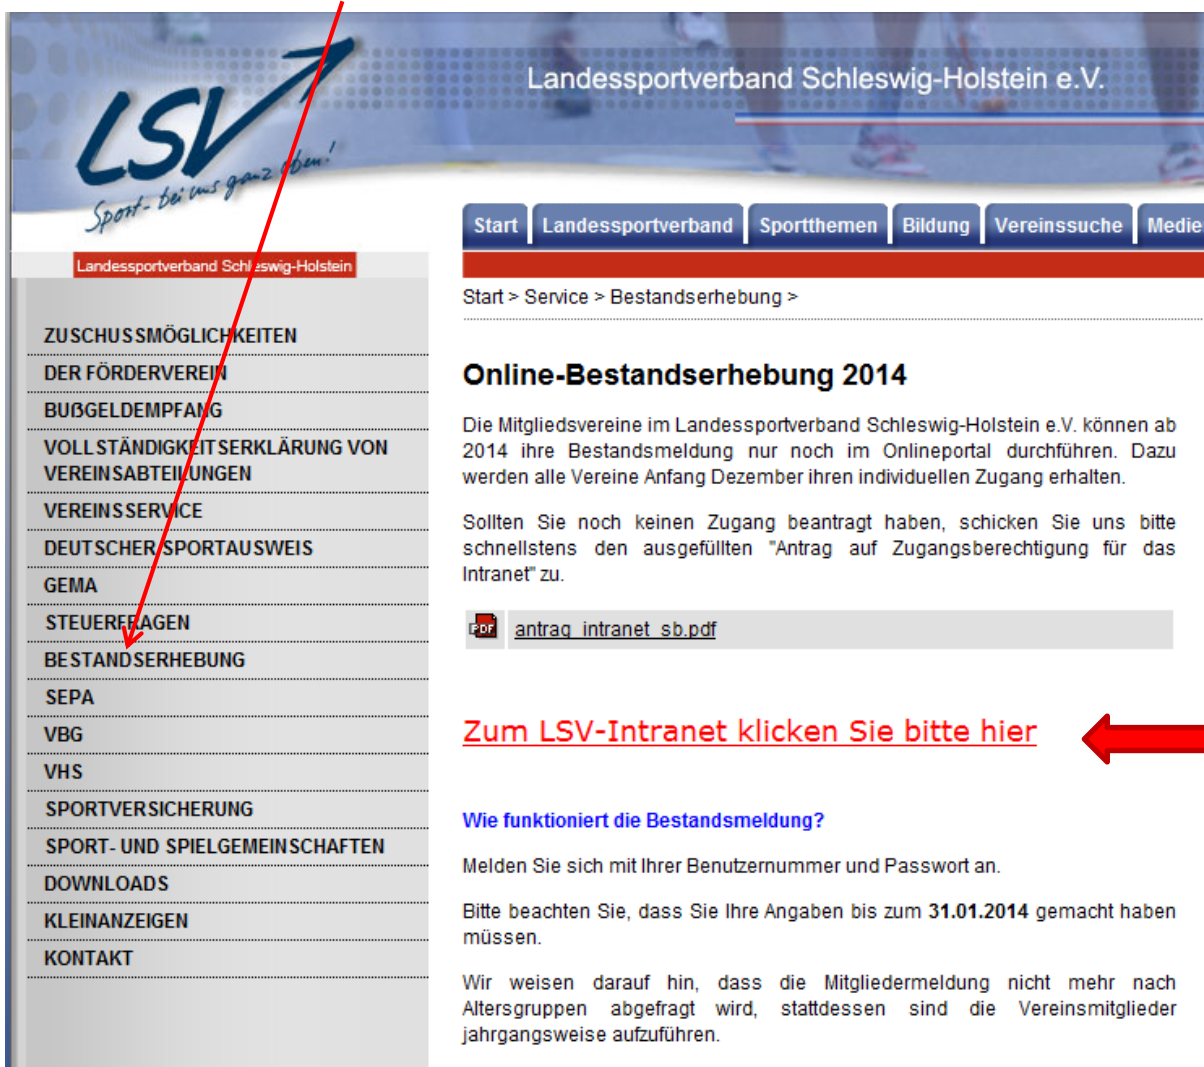 LSV
Sport - bei uns ganz oben!
Landessportverband Schleswig-Holstein e.V.
Start Landessportverband Sportthemen Bildung Vereinssuche Medie
Landessportverband Schleswig-Holstein
ZUSCHUSSMÖGLICHKEITEN
DER FÖRDERVEREIN
BUßGELDEMPFANG
VOLLSTÄNDIGKEITSERKLÄRUNG VON
VEREINSABTEILUNGEN
VEREINSSERVICE
DEUTSCHER SPORTAUSWEIS
GEMA
STEUERFRAGEN
BESTANDSERHEBUNG
SEPA
VBG
VHS
SPORTVERSICHERUNG
SPORT- UND SPIELGEMEINSCHAFTEN
DOWNLOADS
KLEINANZEIGEN
KONTAKT
Start > Service > Bestandserhebung >
Online-Bestandserhebung 2014
Die Mitgliedsvereine im Landessportverband Schleswig-Holstein e.V. können ab
2014 ihre Bestandsmeldung nur noch im Onlineportal durchführen. Dazu
werden alle Vereine Anfang Dezember ihren individuellen Zugang erhalten.
Sollten Sie noch keinen Zugang beantragt haben, schicken Sie uns bitte
schnellstens den ausgefüllten "Antrag auf Zugangsberechtigung für das
Intranet" zu.
PDF antrag_intranet_sb.pdf
Zum LSV-Intranet klicken Sie bitte hier
Wie funktioniert die Bestandsmeldung?
Melden Sie sich mit Ihrer Benutzernummer und Passwort an.
Bitte beachten Sie, dass Sie Ihre Angaben bis zum 31.01.2014 gemacht haben
müssen.
Wir weisen darauf hin, dass die Mitgliedermeldung nicht mehr nach
Altersgruppen abgefragt wird, stattdessen sind die Vereinsmitglieder
jahrgangsweise aufzuführen.